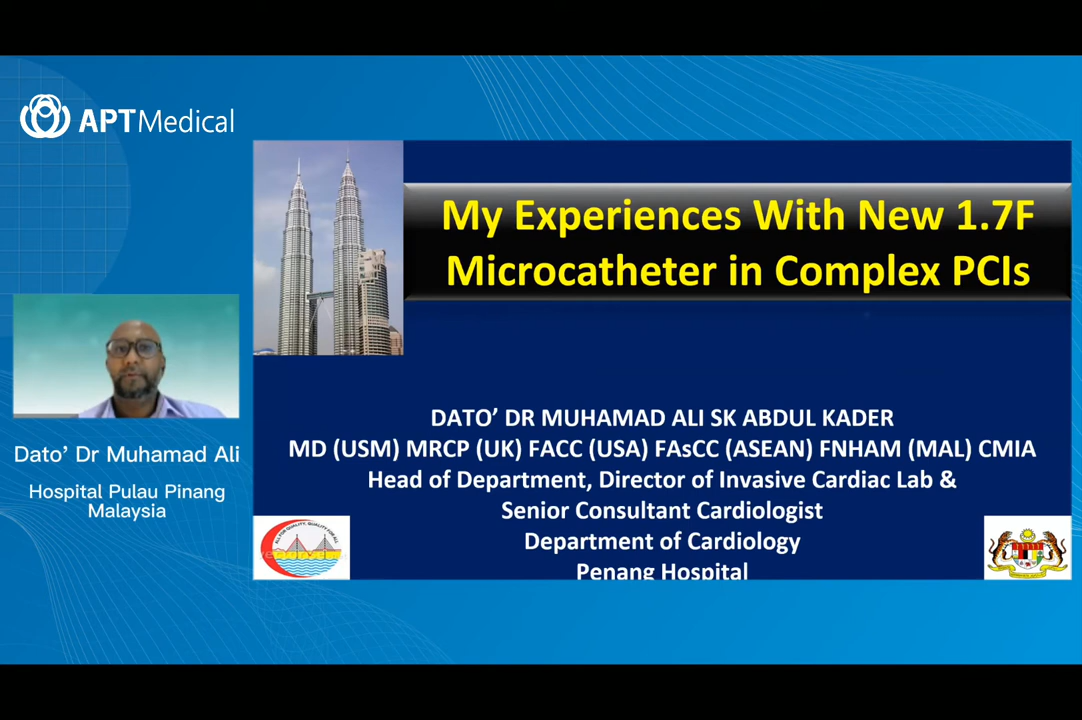 APT Medical
My Experiences With New 1.7F
Microcatheter in Complex PCIs
Dato’ Dr Muhamad Ali
Hospital Pulau Pinang
Malaysia
DATO’ DR MUHAMAD ALI SK ABDUL KADER
MD (USM) MRCP (UK) FACC (USA) FAsCC (ASEAN) FNHAM (MAL) CMIA
Head of Department, Director of Invasive Cardiac Lab &
Senior Consultant Cardiologist
Department of Cardiology
Penang Hospital